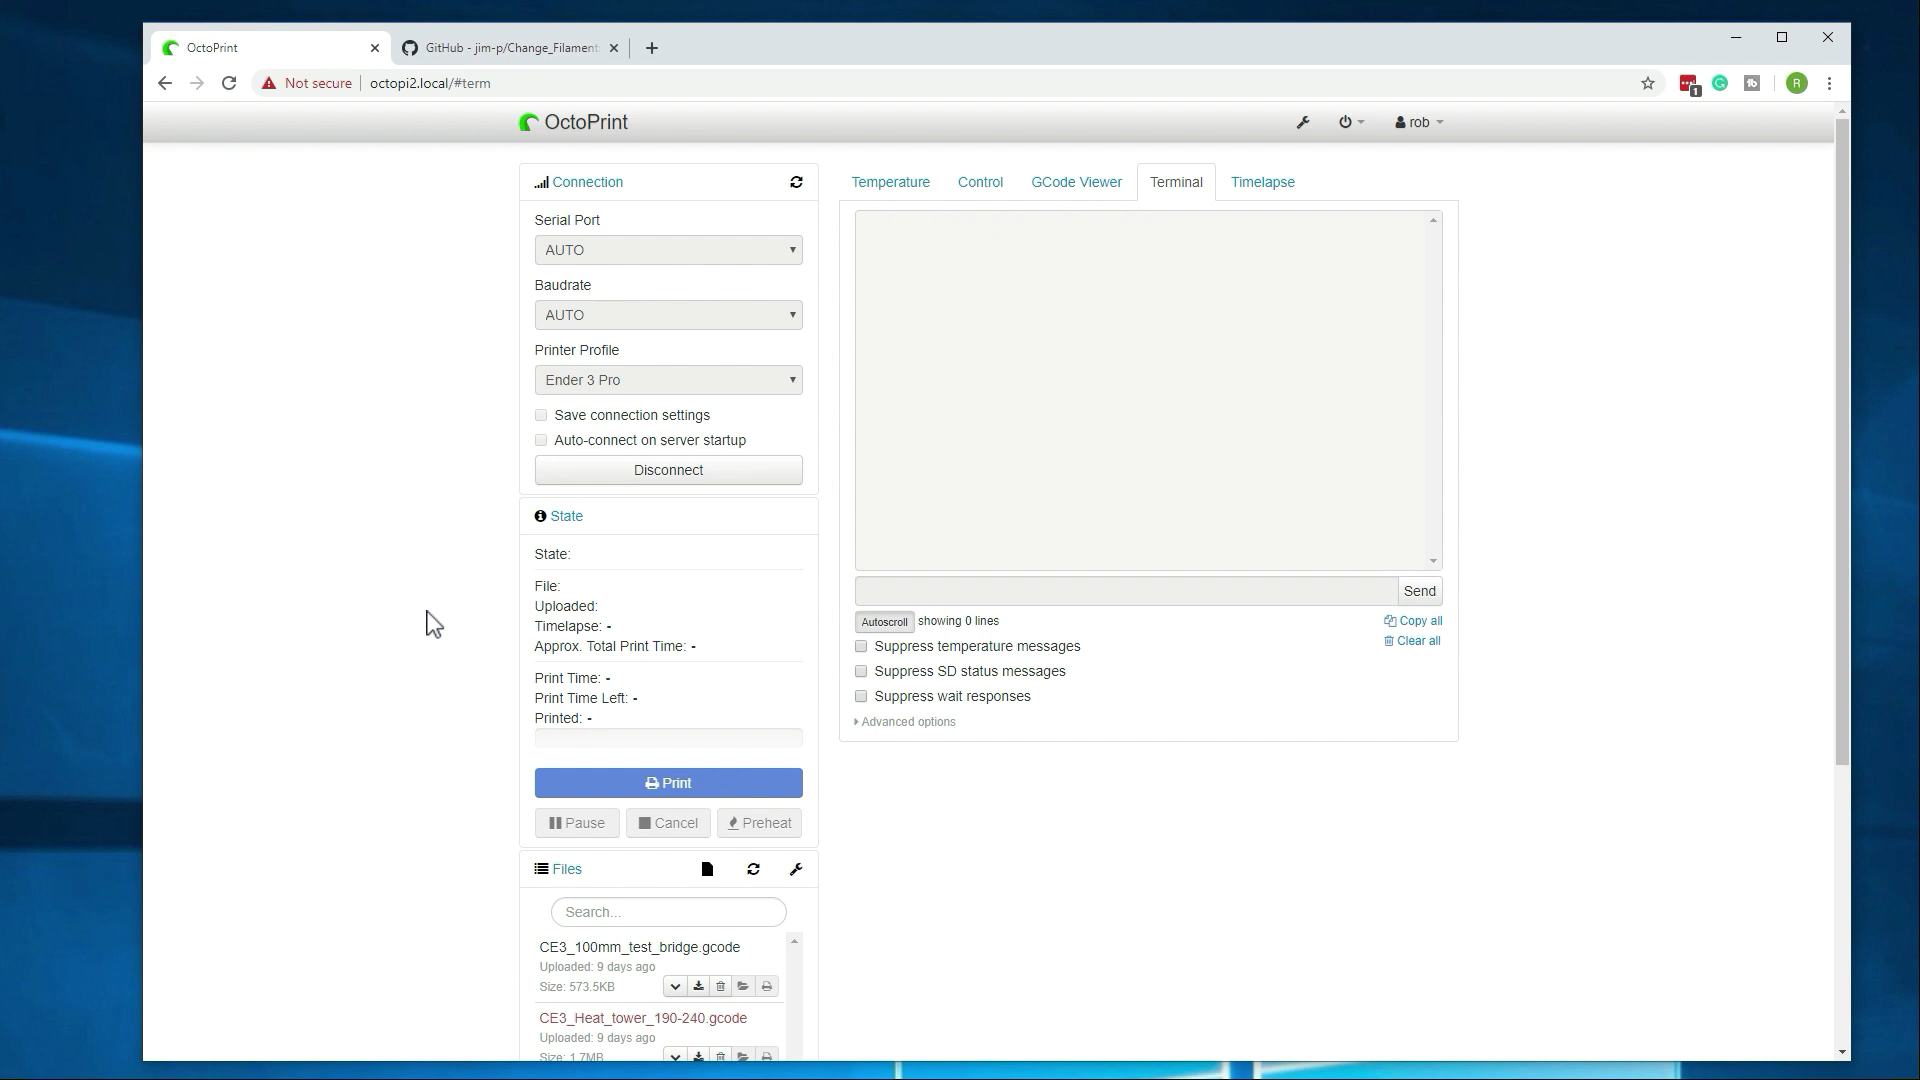 OctoPrint
GitHub - jim-p/Change_Filament
Not secure
octopi2.local/#term
1
R
OctoPrint
rob
Connection
Serial Port
AUTO
Baudrate
AUTO
Printer Profile
Ender 3 Pro
Save connection settings
Auto-connect on server startup
Disconnect
State
State:
File:
Uploaded:
Timelapse: -
Approx. Total Print Time: -
Print Time: -
Print Time Left: -
Printed: -
Print
Pause
Cancel
Preheat
Files
Search...
CE3_100mm_test_bridge.gcode
Uploaded: 9 days ago
Size: 573.5KB
CE3_Heat_tower_190-240.gcode
Uploaded: 9 days ago
Size: 1.7MB
Temperature
Control
GCode Viewer
Terminal
Timelapse
Send
Autoscroll
showing 0 lines
Copy all
Clear all
Suppress temperature messages
Suppress SD status messages
Suppress wait responses
Advanced options